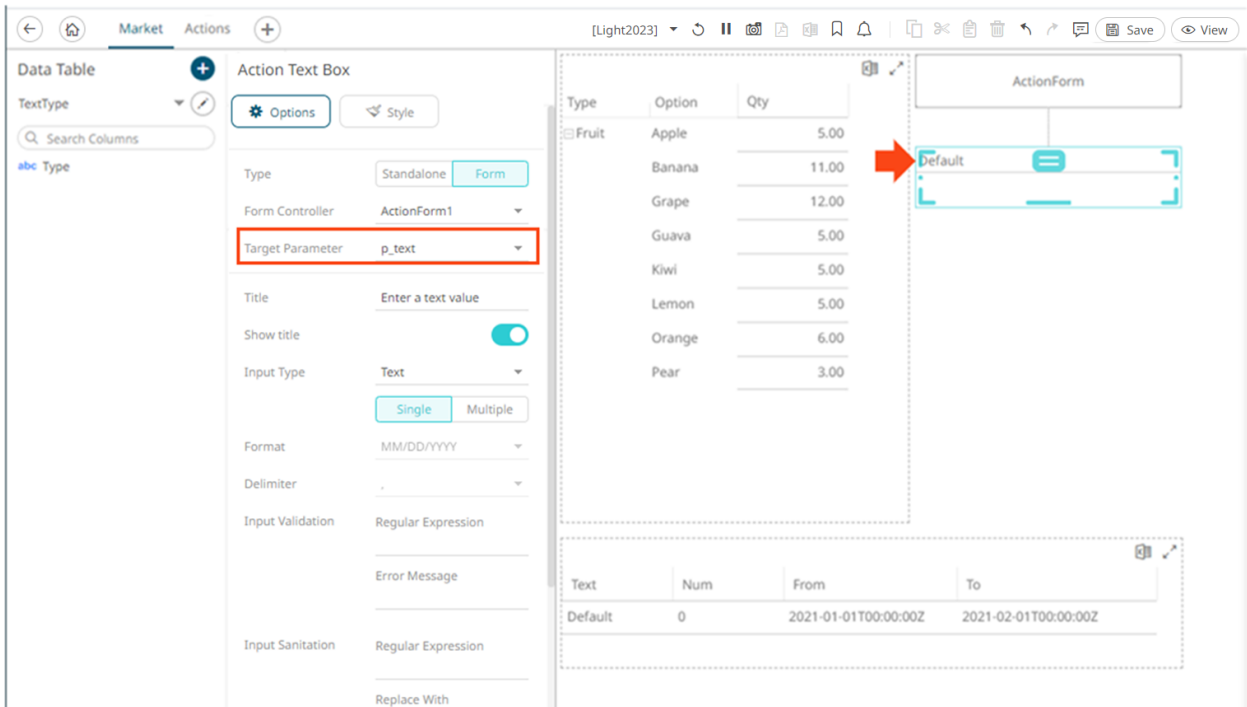 Market Actions [Light2023] Save View
Data Table
TextType
Search Columns
abc Type
Action Text Box
Options Style
Type Standalone Form
Form Controller ActionForm1
Target Parameter p_text
Title Enter a text value
Show title
Input Type Text
Single Multiple
Format MM/DD/YYYY
Delimiter ,
Input Validation Regular Expression
Error Message
Input Sanitation Regular Expression
Replace With
Type Option Qty
Fruit Apple 5.00
Banana 11.00
Grape 12.00
Guava 5.00
Kiwi 5.00
Lemon 5.00
Orange 6.00
Pear 3.00
ActionForm
Default
Text Num From To
Default 0 2021-01-01T00:00:00Z 2021-02-01T00:00:00Z